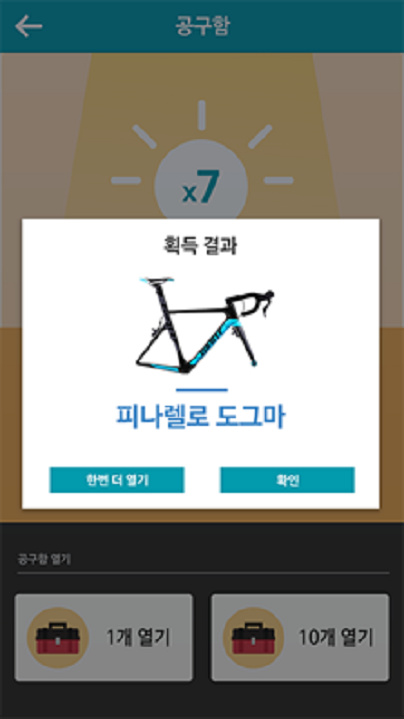 공구함
x7
획득 결과
피나렐로 도그마
한번 더 열기
확인
공구함 열기
1개 열기
10개 열기